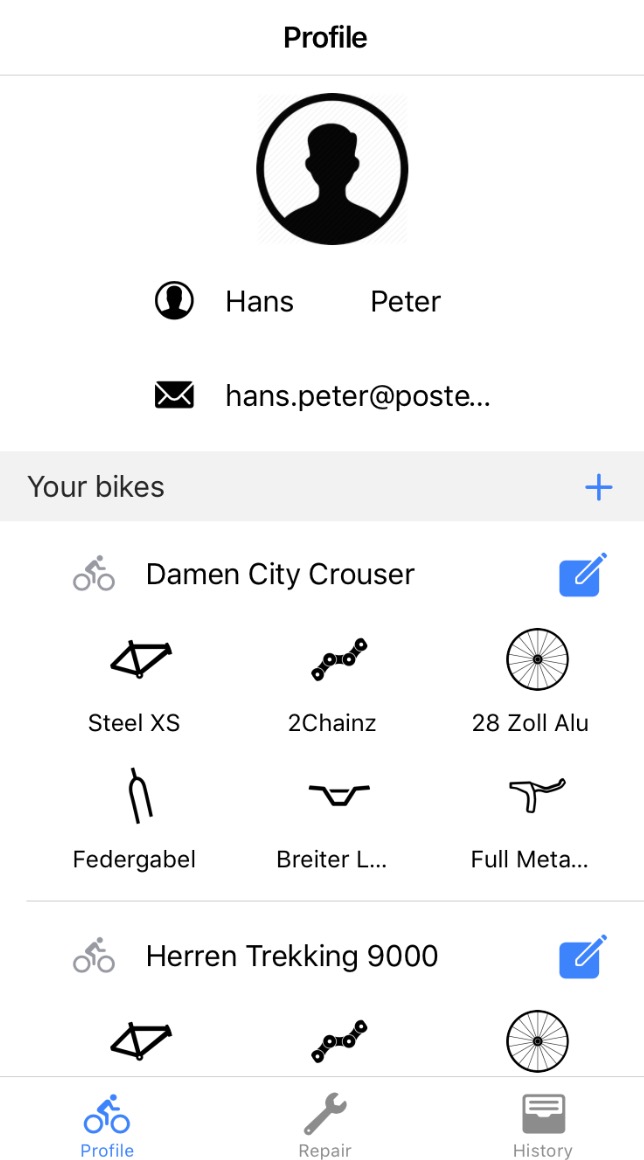 Profile
Hans Peter
hans.peter@poste...
Your bikes
Damen City Crouser
Steel XS 2Chainz 28 Zoll Alu
Federgabel Breiter L... Full Meta...
Herren Trekking 9000
Profile Repair History